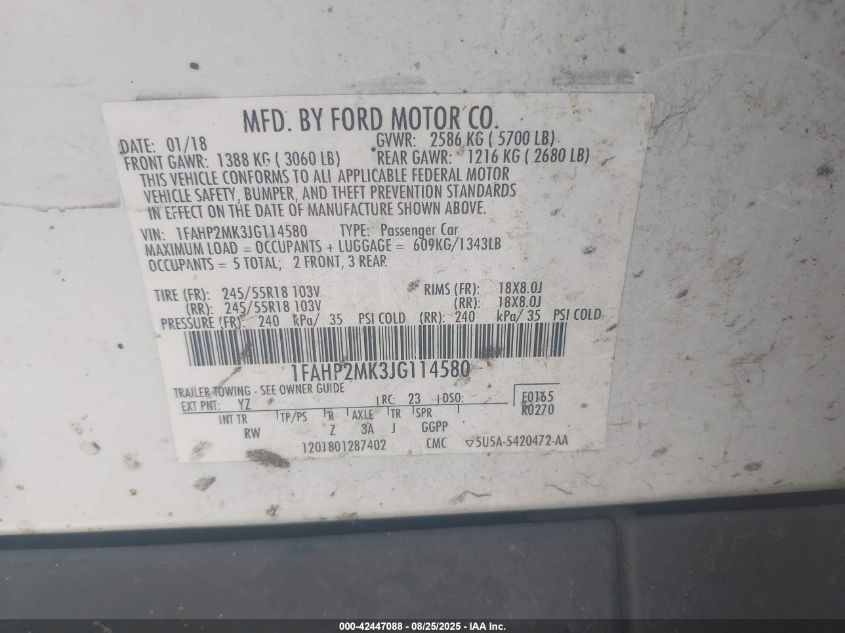 MFD. BY FORD MOTOR CO.
DATE: 01/18 GVWR: 2586 KG ( 5700 LB)
FRONT GAWR: 1388 KG ( 3060 LB) REAR GAWR: 1216 KG ( 2680 LB)
THIS VEHICLE CONFORMS TO ALL APPLICABLE FEDERAL MOTOR
VEHICLE SAFETY, BUMPER, AND THEFT PREVENTION STANDARDS
IN EFFECT ON THE DATE OF MANUFACTURE SHOWN ABOVE.
VIN: 1FAHP2MK3JG114580 TYPE: Passenger Car
MAXIMUM LOAD = OCCUPANTS + LUGGAGE = 609KG/1343LB
OCCUPANTS = 5 TOTAL; 2 FRONT, 3 REAR
TIRE (FR): 245/55R18 103V RIMS (FR): 18X8.0J
(RR): 245/55R18 103V (RR): 18X8.0J
PRESSURE (FR): 240 kPa/ 35 PSI COLD (RR): 240 kPa/ 35 PSI COLD
1FAHP2MK3JG114580
TRAILER TOWING - SEE OWNER GUIDE
EXT PNT: YZ RC: 23 DSO: E0165
INT TR TP/PS R AXLE TR SPR R0270
RW Z 3A J GGPP
1201801287402 CMC ▽5U5A-5420472-AA
000-42447088 - 08/25/2025 - IAA Inc.